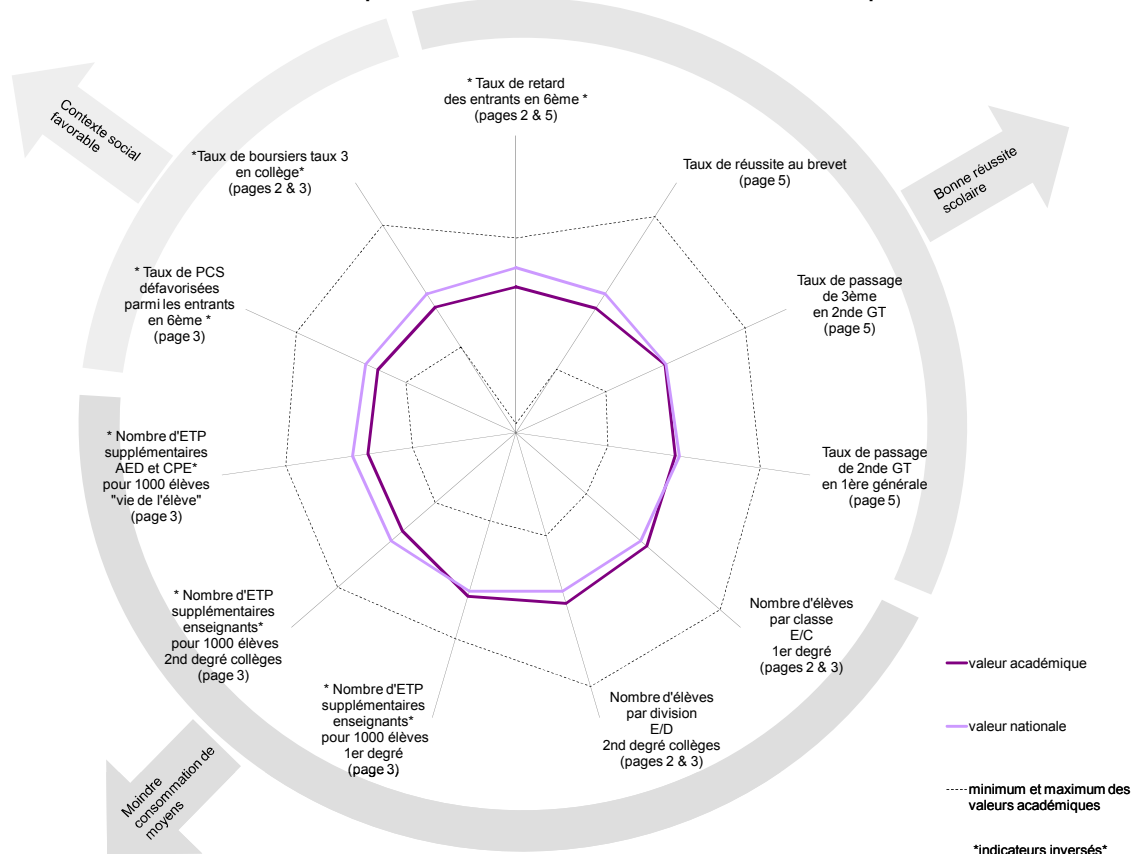 * Taux de retard
des entrants en 6ème *
(pages 2 & 5)
Taux de réussite au brevet
(page 5)
Taux de passage
de 3ème
en 2nde GT
(page 5)
Taux de passage
de 2nde GT
en 1ère générale
(page 5)
Nombre d'élèves
par classe
E/C
1er degré
(pages 2 & 3)
Nombre d'élèves
par division
E/D
2nd degré collèges
(pages 2 & 3)
* Nombre d'ETP
supplémentaires
enseignants*
pour 1000 élèves
1er degré
(page 3)
* Nombre d'ETP
supplémentaires
enseignants*
pour 1000 élèves
2nd degré collèges
(page 3)
* Nombre d'ETP
supplémentaires
AED et CPE*
pour 1000 élèves
"vie de l'élève"
(page 3)
* Taux de PCS
défavorisées
parmi les entrants
en 6ème *
(page 3)
*Taux de boursiers taux 3
en collège*
(pages 2 & 3)
Contexte social
favorable
Bonne réussite
scolaire
Moindre
consommation de
moyens
valeur académique
valeur nationale
minimum et maximum des
valeurs académiques
*indicateurs inversés*